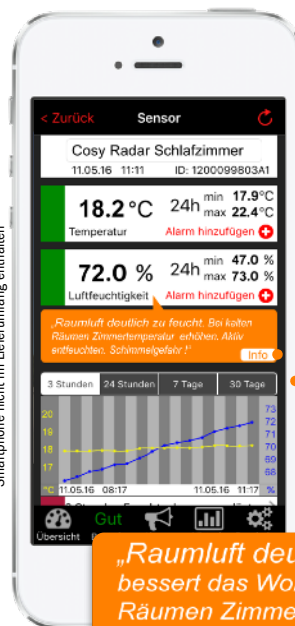 Smartphone nicht im Lieferumfang enthalten
< Zurück Sensor
Cosy Radar Schlafzimmer
11.05.16 11:11 ID: 1200099803A1
18.2 °C 24h min 17.9°C
max 22.4°C
Temperatur Alarm hinzufügen
72.0 % 24h min 47.0 %
max 73.0 %
Luftfeuchtigkeit Alarm hinzufügen
„Raumluft deutlich zu feucht. Bei kalten
Räumen Zimmertemperatur erhöhen. Aktiv
entfeuchten. Schimmelgefahr !"
Info
3 Stunden 24 Stunden 7 Tage 30 Tage
20 73
19 72
18 71
17 70
69
68
°C 11.05.16 08:17 11.05.16 11:17 %
Gut
Übersicht
„Raumluft deu
bessert das Wo
Räumen Zimme